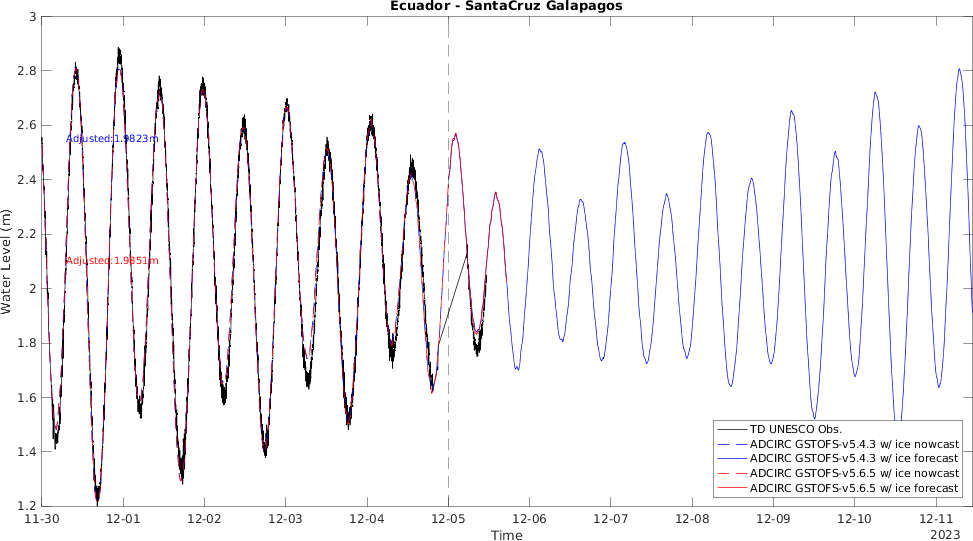 Ecuador - SantaCruz Galapagos
3
2.8
2.6
2.4
2.2
2
1.8
1.6
1.4
1.2
Water Level (m)
Adjusted:1.9823m
Adjusted:1.9851m
11-30
12-01
12-02
12-03
12-04
12-05
12-06
12-07
12-08
12-09
12-10
12-11
Time
2023
TD UNESCO Obs.
ADCIRC GSTOFS-v5.4.3 w/ ice nowcast
ADCIRC GSTOFS-v5.4.3 w/ ice forecast
ADCIRC GSTOFS-v5.6.5 w/ ice nowcast
ADCIRC GSTOFS-v5.6.5 w/ ice forecast